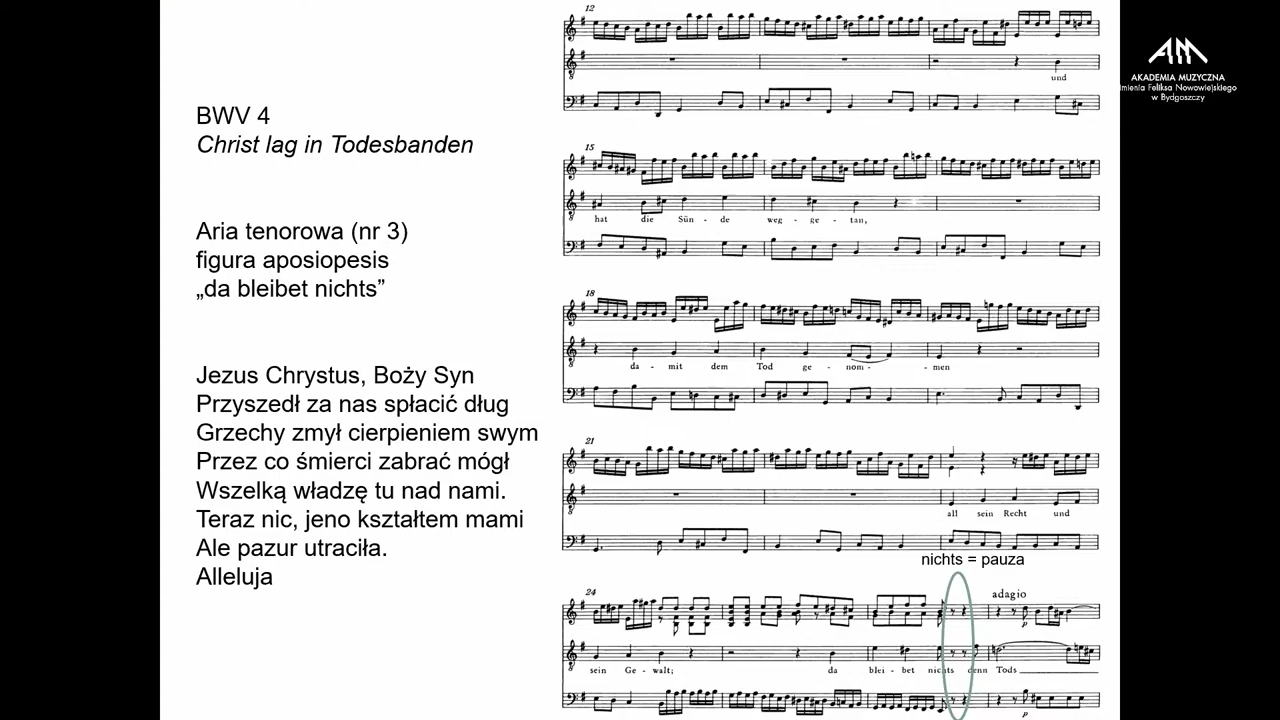 BWV 4
Christ lag in Todesbanden
Aria tenorowa (nr 3)
figura aposiopesis
„da bleibet nichts”
Jezus Chrystus, Boży Syn
Przyszedł za nas spłacić dług
Grzechy zmył cierpieniem swym
Przez co śmierci zabrać mógł
Wszelką władzę tu nad nami.
Teraz nic, jeno kształtem mami
Ale pazur utraciła.
Alleluja
12
und
15
hat die Sün - de weg - ge - tan,
18
da - mit dem Tod ge - nom - - men
21
all sein Recht und
nichts = pauza
24
adagio
p
sein Ge - walt; da blei - bet nichts denn Tods
p
AM
AKADEMIA MUZYCZNA
imienia Feliksa Nowowiejskiego
w Bydgoszczy